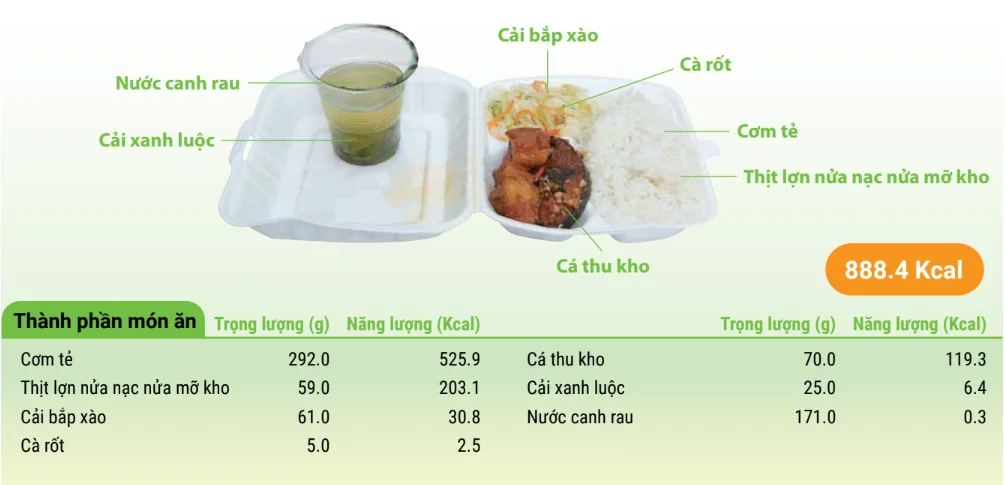 Cải bắp xào
Cà rốt
Nước canh rau
Cơm tẻ
Cải xanh luộc
Thịt lợn nửa nạc nửa mỡ kho
Cá thu kho
888.4 Kcal
Thành phần món ăn Trọng lượng (g) Năng lượng (Kcal) Trọng lượng (g) Năng lượng (Kcal)
Cơm tẻ 292.0 525.9 Cá thu kho 70.0 119.3
Thịt lợn nửa nạc nửa mỡ kho 59.0 203.1 Cải xanh luộc 25.0 6.4
Cải bắp xào 61.0 30.8 Nước canh rau 171.0 0.3
Cà rốt 5.0 2.5